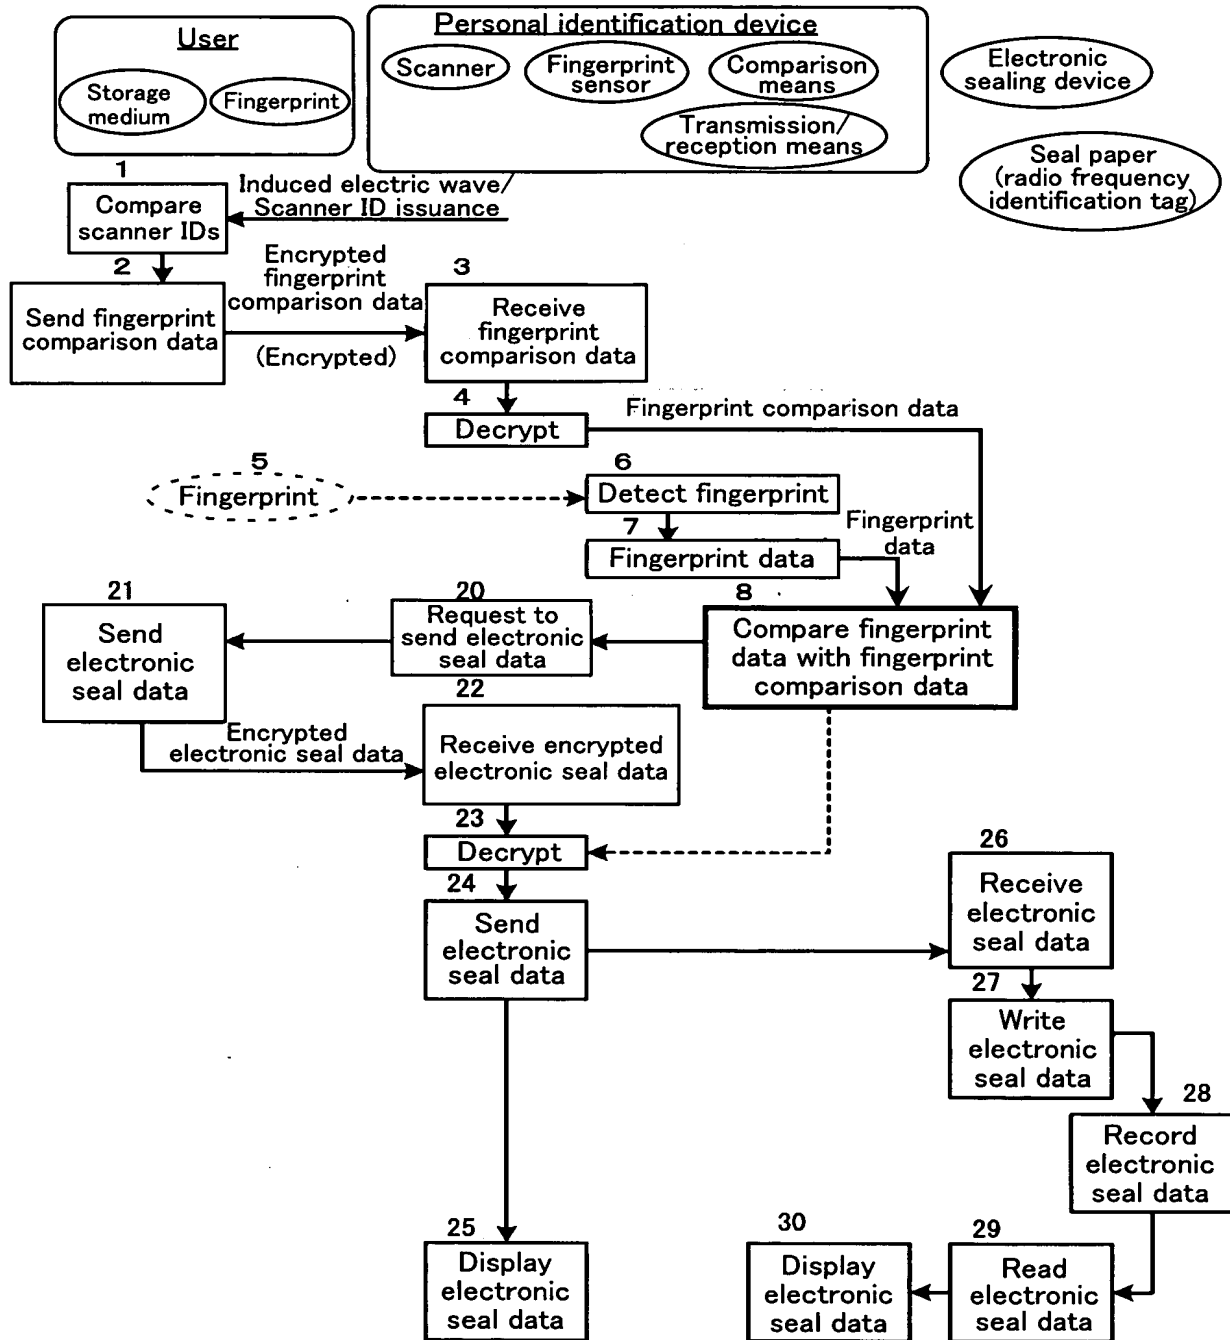 User
Storage
medium
Fingerprint
Personal identification device
Scanner
Fingerprint
sensor
Comparison
means
Transmission/
reception means
Electronic
sealing device
Seal paper
(radio frequency
identification tag)
1
Compare
scanner IDs
Induced electric wave/
Scanner ID issuance
2
Send fingerprint
comparison data
Encrypted
fingerprint
comparison data
(Encrypted)
3
Receive
fingerprint
comparison data
4
Decrypt
Fingerprint comparison data
5
Fingerprint
6
Detect fingerprint
7
Fingerprint data
Fingerprint
data
8
Compare fingerprint
data with fingerprint
comparison data
20
Request to
send electronic
seal data
21
Send
electronic
seal data
Encrypted
electronic seal data
22
Receive encrypted
electronic seal data
23
Decrypt
24
Send
electronic
seal data
26
Receive
electronic
seal data
27
Write
electronic
seal data
28
Record
electronic
seal data
25
Display
electronic
seal data
30
Display
electronic
seal data
29
Read
electronic
seal data